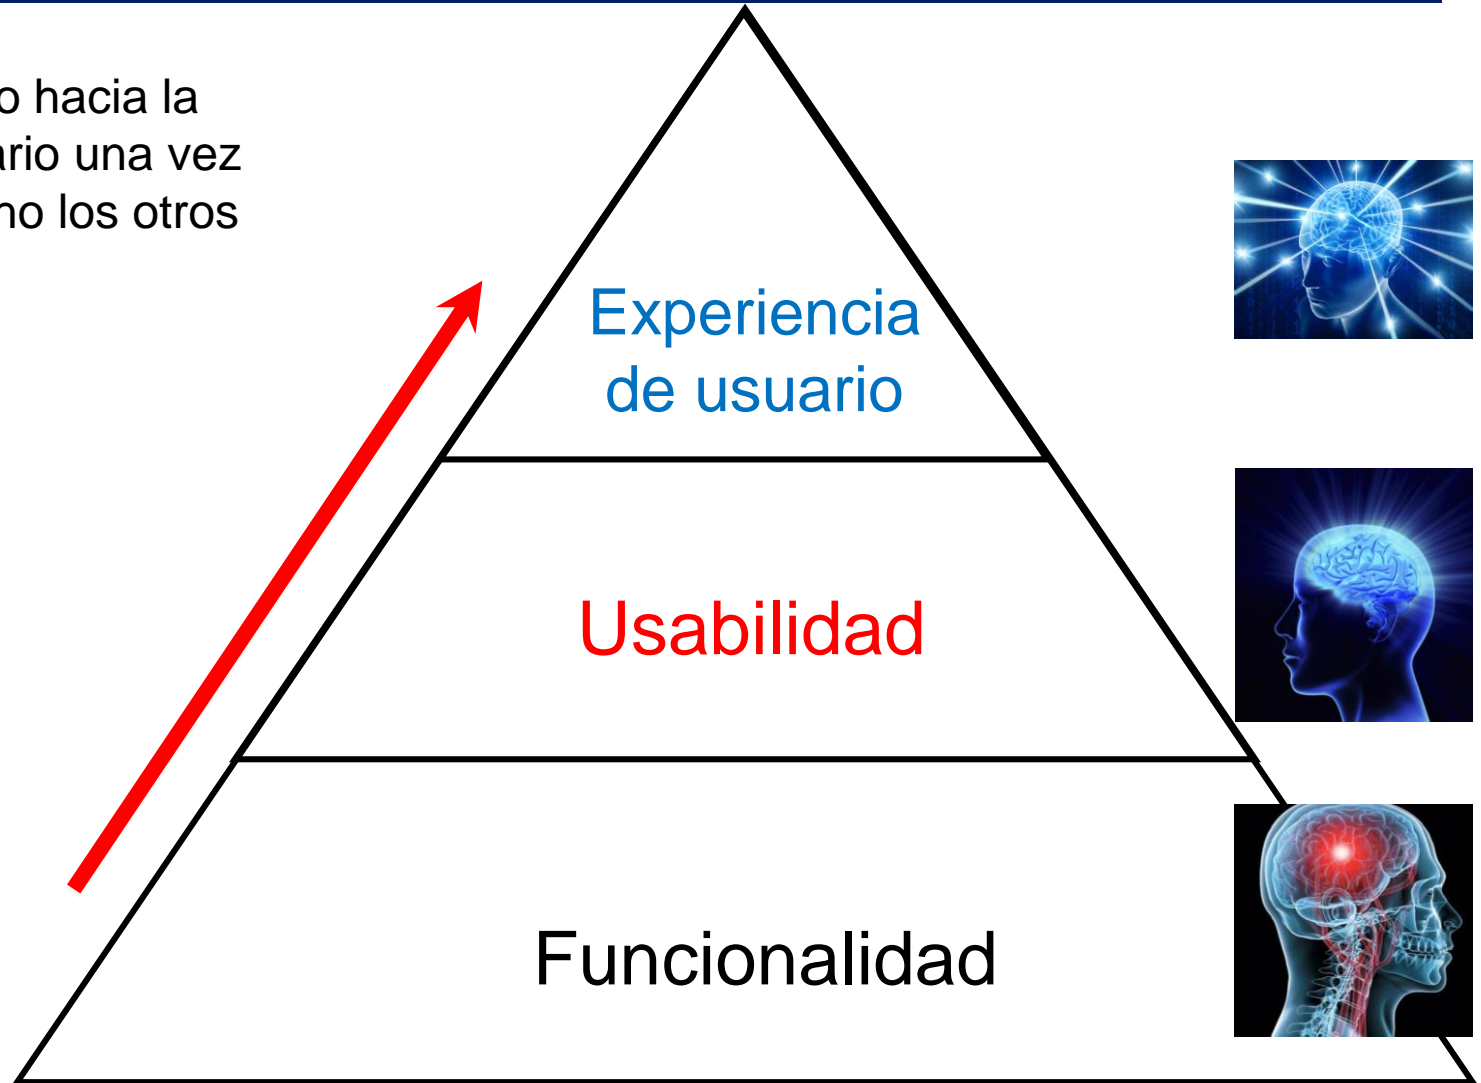 o hacia la
ario una vez
no los otros
Experiencia
de usuario
Usabilidad
Funcionalidad